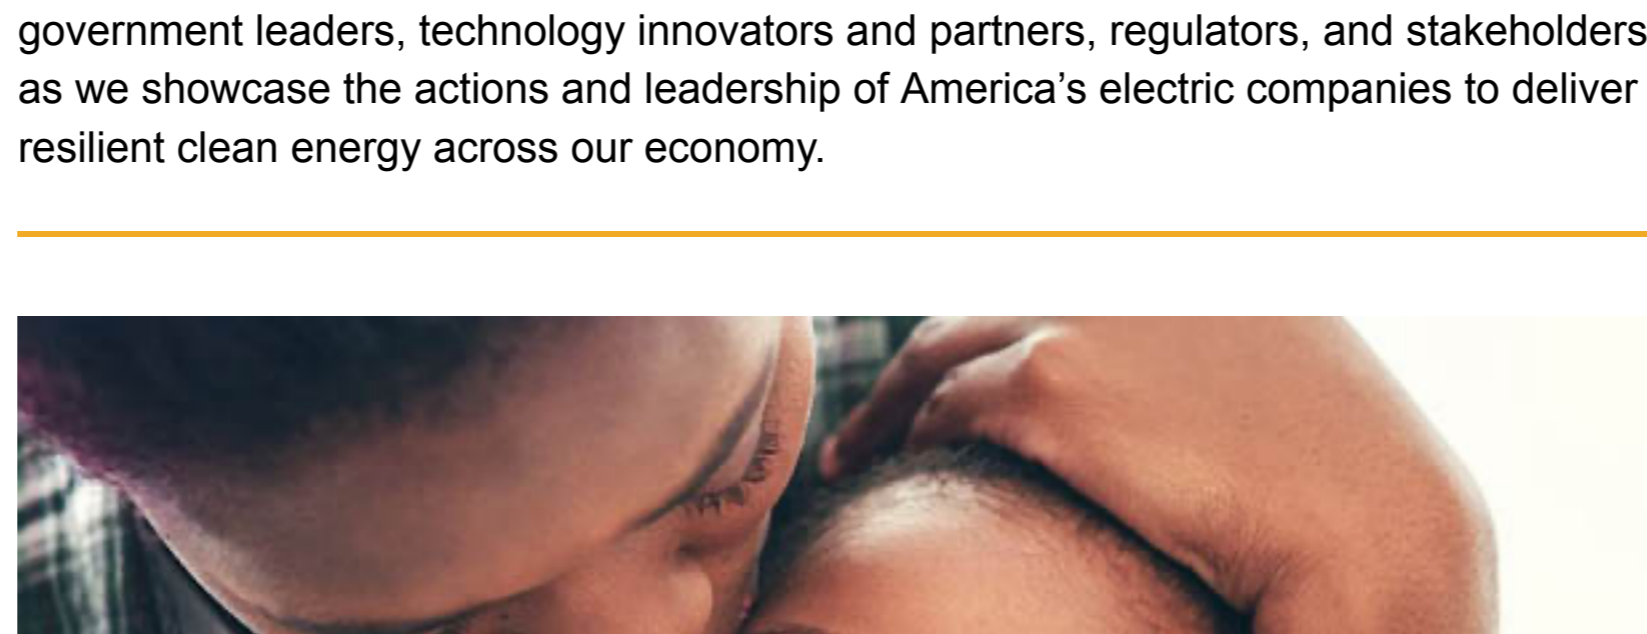 government leaders, technology innovators and partners, regulators, and stakeholders
as we showcase the actions and leadership of America’s electric companies to deliver
resilient clean energy across our economy.